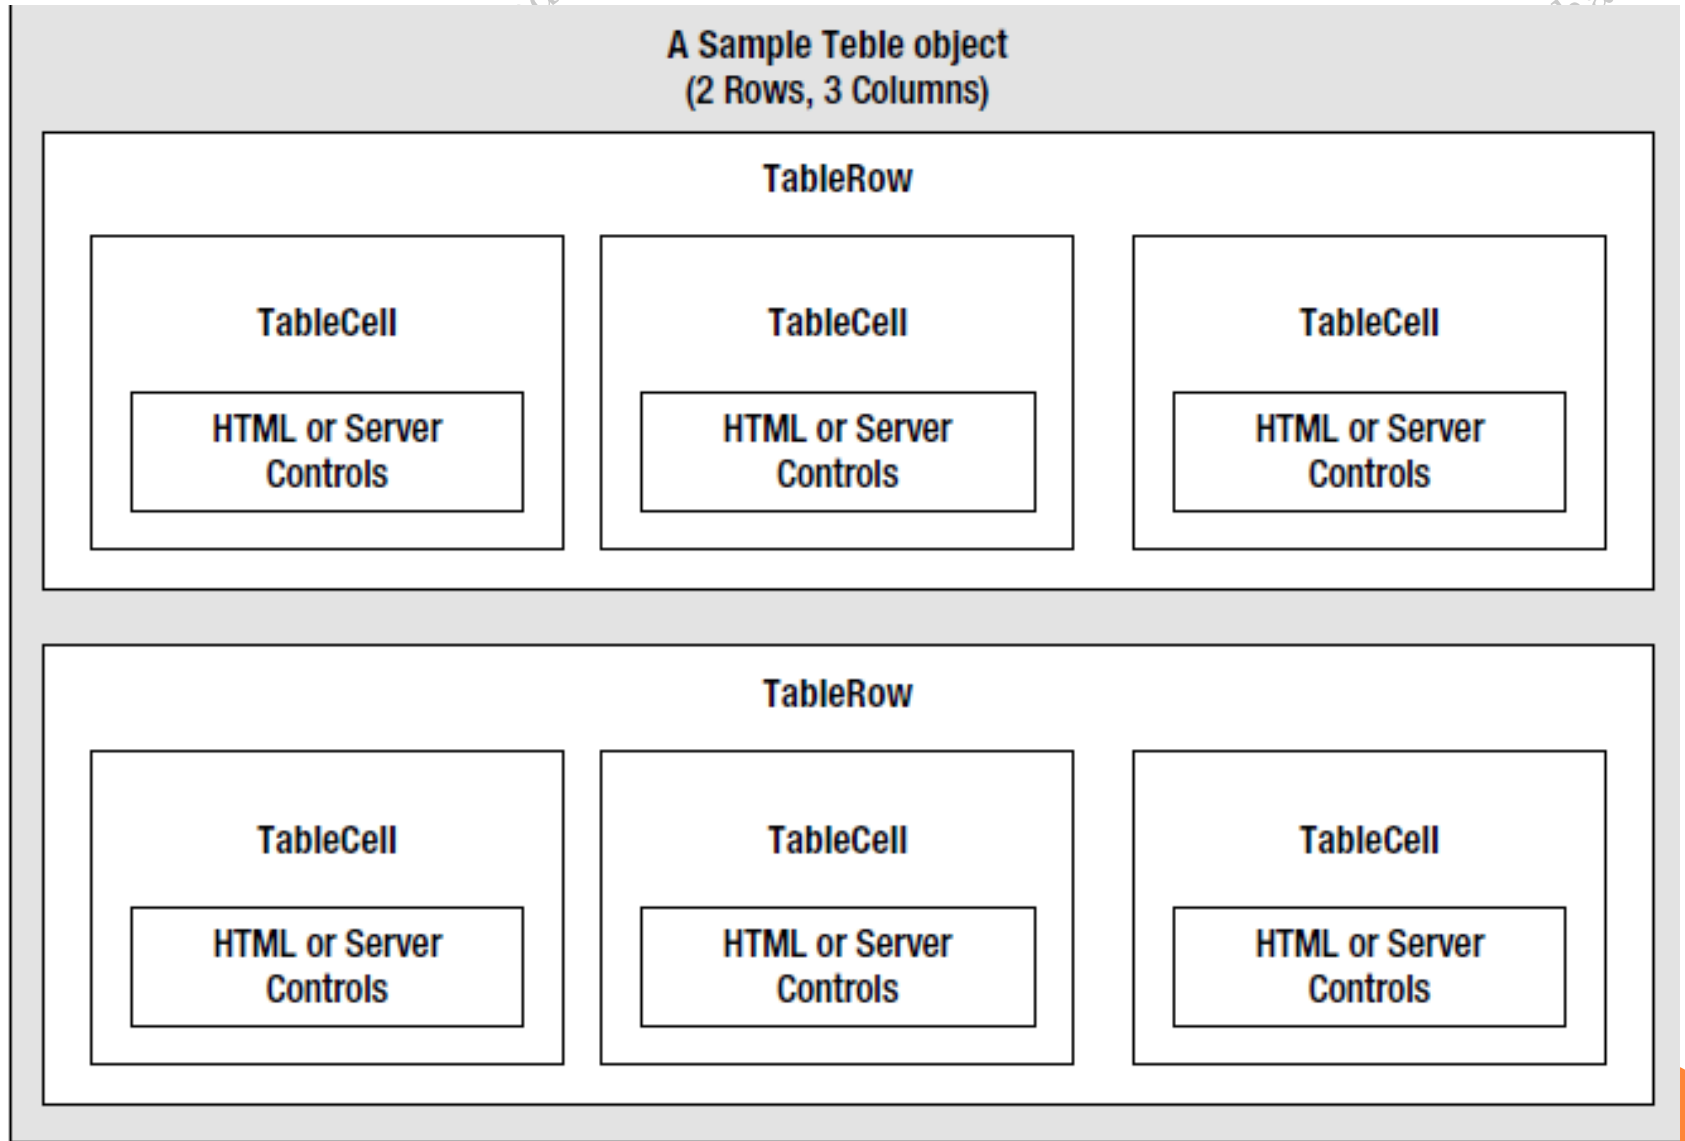 A Sample Teble object
(2 Rows, 3 Columns)
TableRow
TableCell
TableCell
TableCell
HTML or Server
Controls
HTML or Server
Controls
HTML or Server
Controls
TableRow
TableCell
TableCell
TableCell
HTML or Server
Controls
HTML or Server
Controls
HTML or Server
Controls